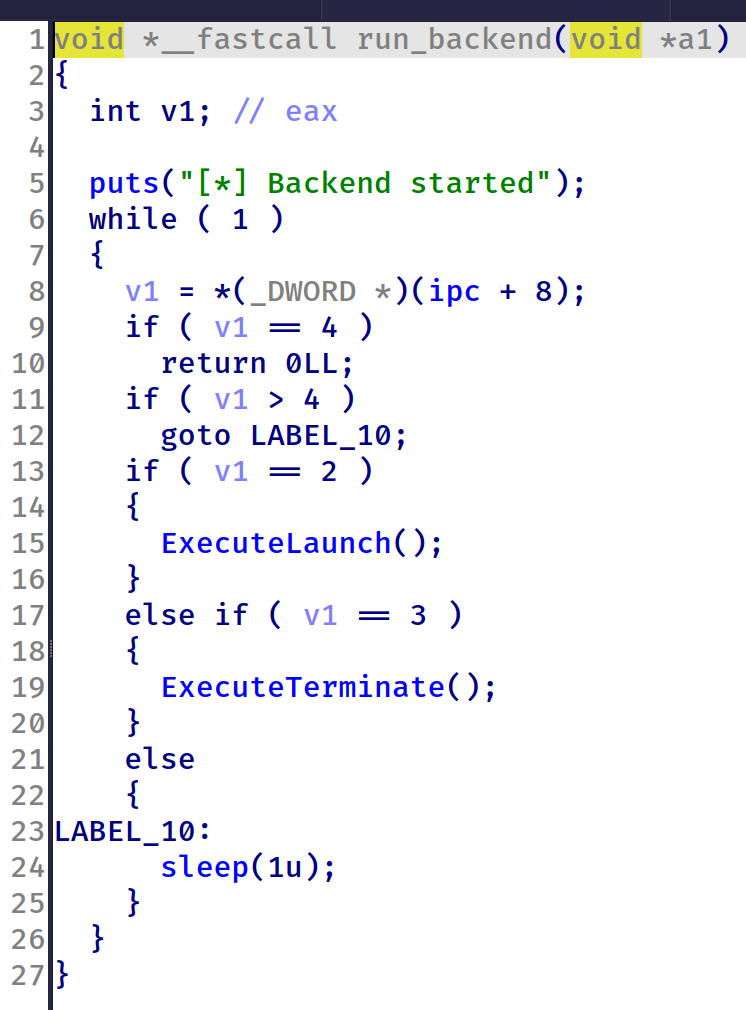 1 void *__fastcall run_backend(void *a1)
2 {
3   int v1; // eax
4
5   puts("[*] Backend started");
6   while ( 1 )
7   {
8     v1 = *(_DWORD *)(ipc + 8);
9     if ( v1 == 4 )
10       return 0LL;
11     if ( v1 > 4 )
12       goto LABEL_10;
13     if ( v1 == 2 )
14     {
15       ExecuteLaunch();
16     }
17     else if ( v1 == 3 )
18     {
19       ExecuteTerminate();
20     }
21     else
22     {
23 LABEL_10:
24       sleep(1u);
25     }
26   }
27 }